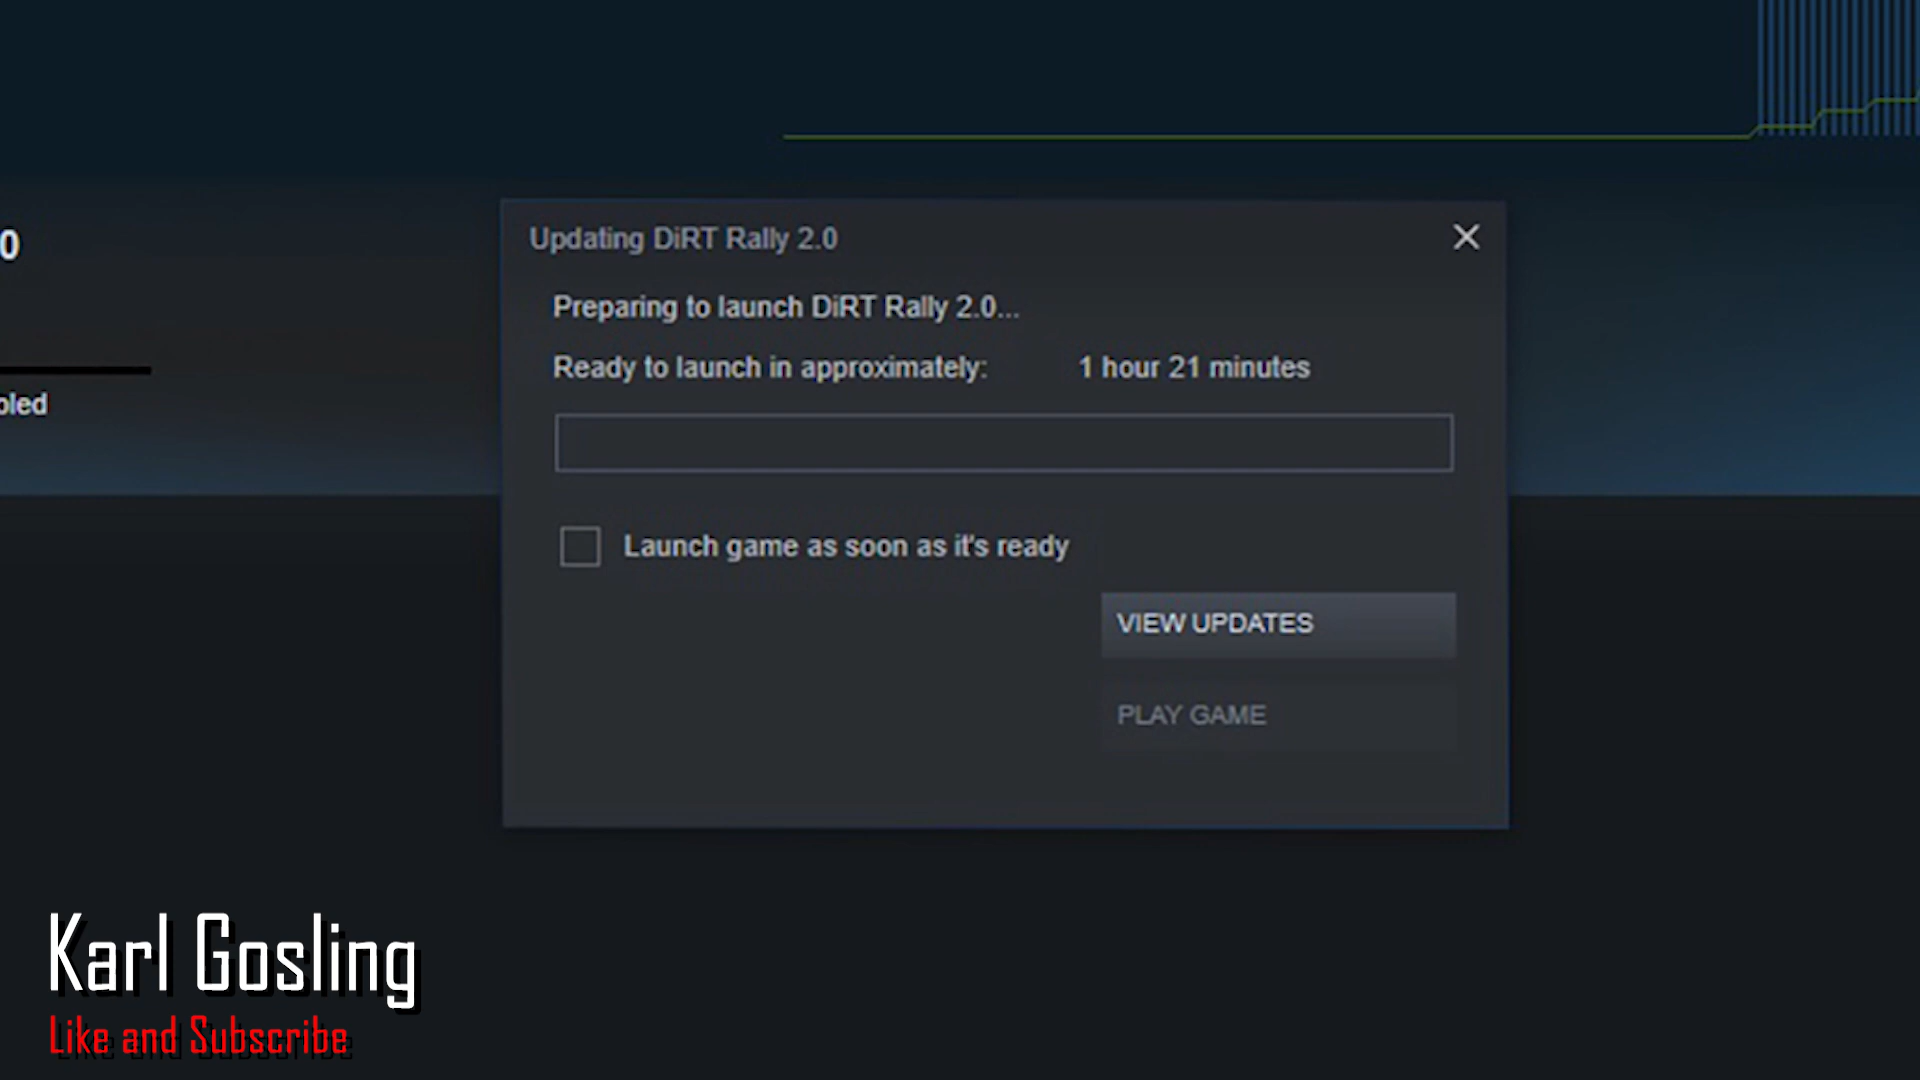 Updating DiRT Rally 2.0
0
Preparing to launch DiRT Rally 2.0...
Ready to launch in approximately: 1 hour 21 minutes
bled
Launch game as soon as it's ready
VIEW UPDATES
PLAY GAME
Karl Gosling
Like and Subscribe